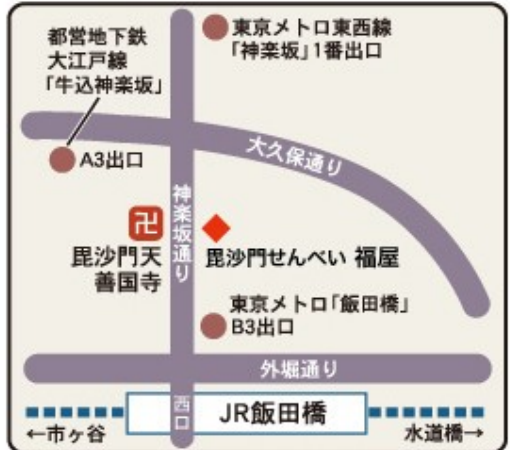 都営地下鉄
大江戸線
「牛込神楽坂」
A3出口
東京メトロ東西線
「神楽坂」1番出口
大久保通り
神楽坂通り
卍
毘沙門天
善国寺
毘沙門せんべい 福屋
東京メトロ「飯田橋」
B3出口
外堀通り
西口
JR飯田橋
←市ヶ谷
水道橋→